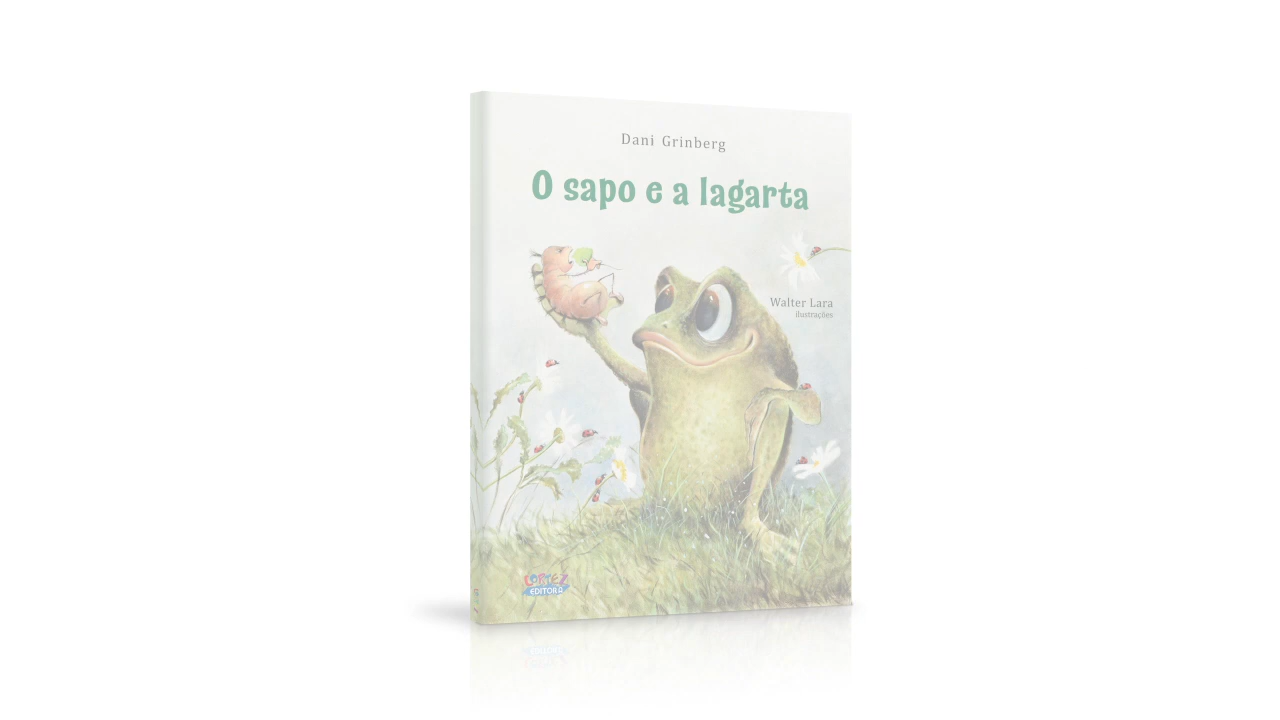 Dani Grinberg
O sapo e a lagarta
Walter Lara
ilustrações
CORTEZ
EDITORA